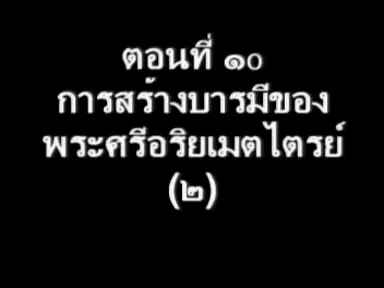 ตอนที่ ๑๐
การสร้างบารมีของ
พระศรีอริยเมตไตรย์
(๒)